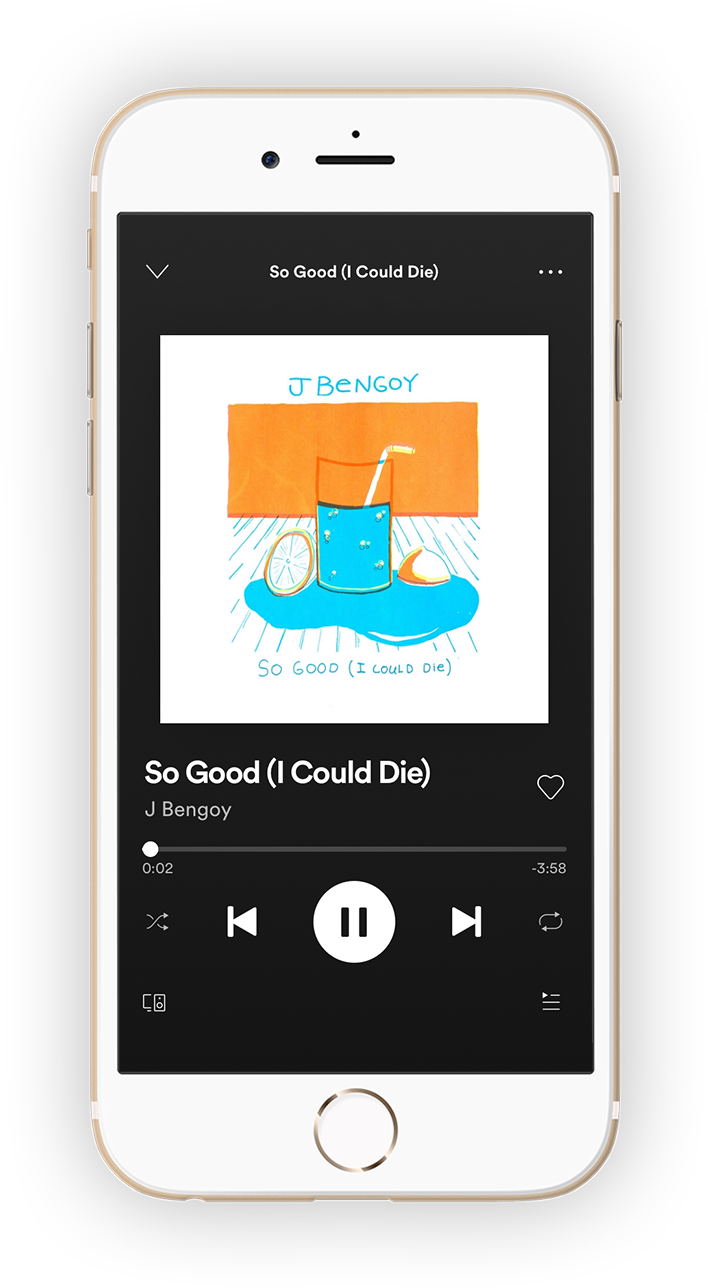 So Good (I Could Die)
J BENGOY
SO GOOD (I COULD DIE)
So Good (I Could Die)
J Bengoy
0:02 -3:58